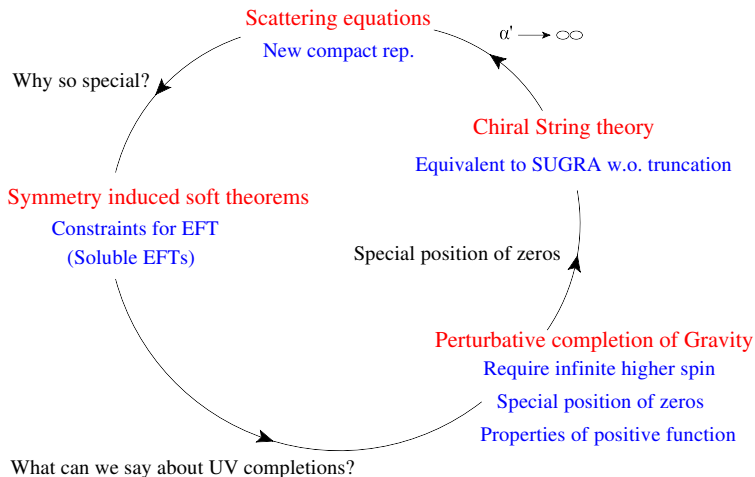 Scattering equations
New compact rep.
α'
Why so special?
Chiral String theory
Equivalent to SUGRA w.o. truncation
Symmetry induced soft theorems
Constraints for EFT
(Soluble EFTs)
Special position of zeros
Perturbative completion of Gravity
Require infinite higher spin
Special position of zeros
Properties of positive function
What can we say about UV completions?